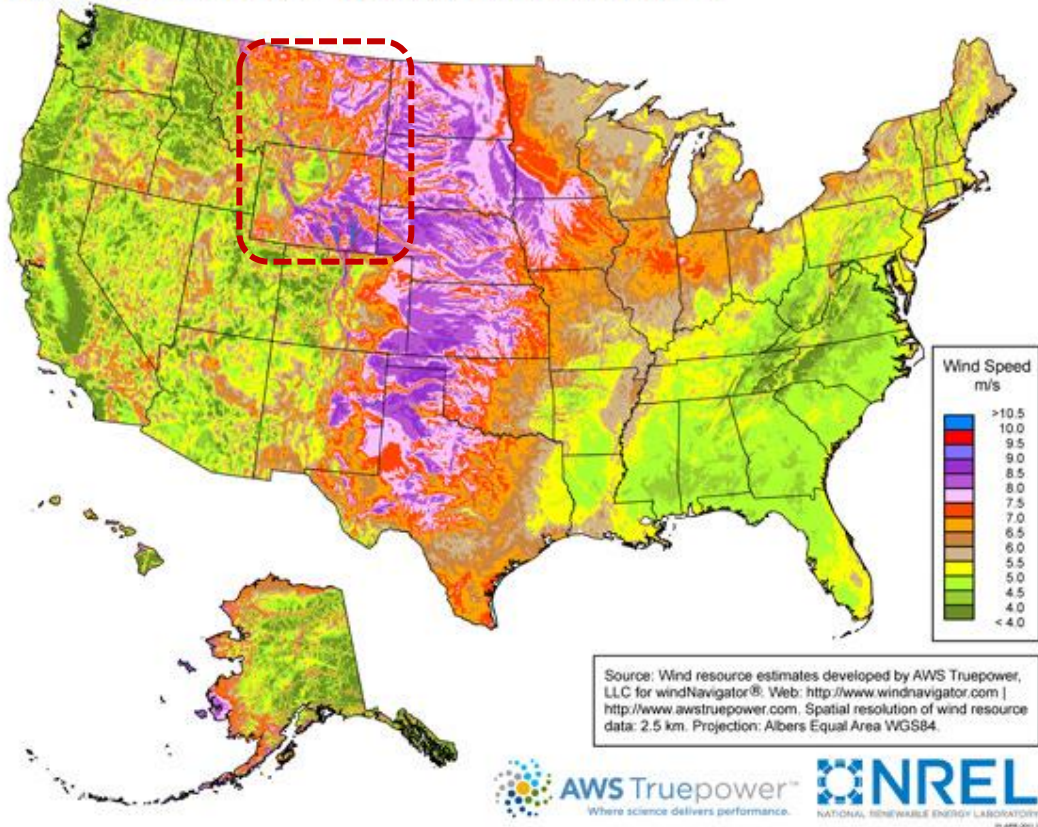 Wind Speed
m/s
>10.5
10.0
9.5
9.0
8.5
8.0
7.5
7.0
6.5
6.0
5.5
5.0
4.5
4.0
< 4.0
Source: Wind resource estimates developed by AWS Truepower,
LLC for windNavigator®. Web: http://www.windnavigator.com |
http://www.awstruepower.com. Spatial resolution of wind resource
data: 2.5 km. Projection: Albers Equal Area WGS84.
AWS Truepower™
Where science delivers performance.
NREL
NATIONAL RENEWABLE ENERGY LABORATORY